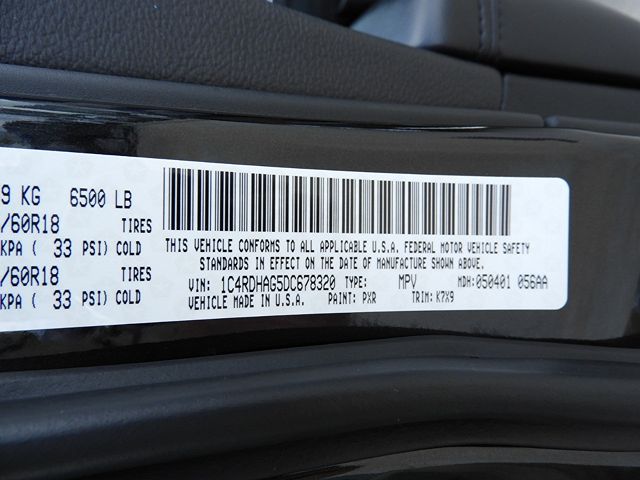 9 KG 6500 LB
/60R18 TIRES
KPA ( 33 PSI) COLD
/60R18 TIRES
KPA ( 33 PSI) COLD
THIS VEHICLE CONFORMS TO ALL APPLICABLE U.S.A. FEDERAL MOTOR VEHICLE SAFETY
STANDARDS IN EFFECT ON THE DATE OF MANUFACTURE SHOWN ABOVE.
VIN: 1C4RDHAG5DC678320 TYPE: MPV MDH: 050401 056AA
VEHICLE MADE IN U.S.A. PAINT: PXR TRIM: K7X9